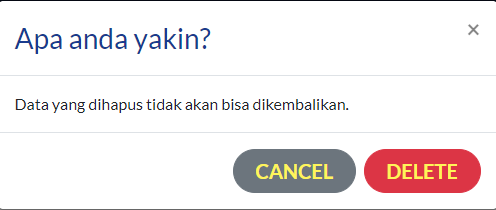 Apa anda yakin?
×
Data yang dihapus tidak akan bisa dikembalikan.
CANCEL
DELETE